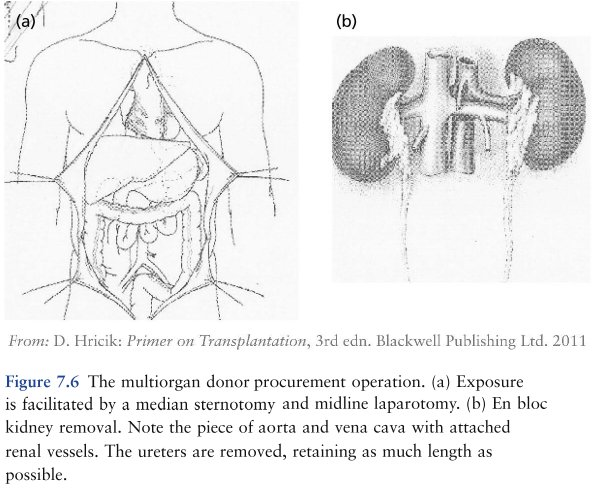 (a)
(b)
From: D. Hricik: Primer on Transplantation, 3rd edn. Blackwell Publishing Ltd. 2011
Figure 7.6 The multiorgan donor procurement operation. (a) Exposure
is facilitated by a median sternotomy and midline laparotomy. (b) En bloc
kidney removal. Note the piece of aorta and vena cava with attached
renal vessels. The ureters are removed, retaining as much length as
possible.